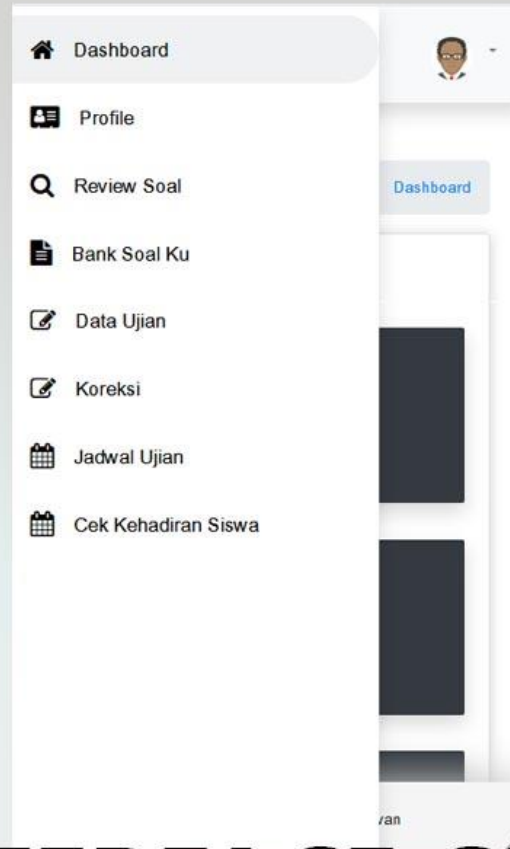 Dashboard
Profile
Review Soal
Dashboard
Bank Soal Ku
Data Ujian
Koreksi
Jadwal Ujian
Cek Kehadiran Siswa